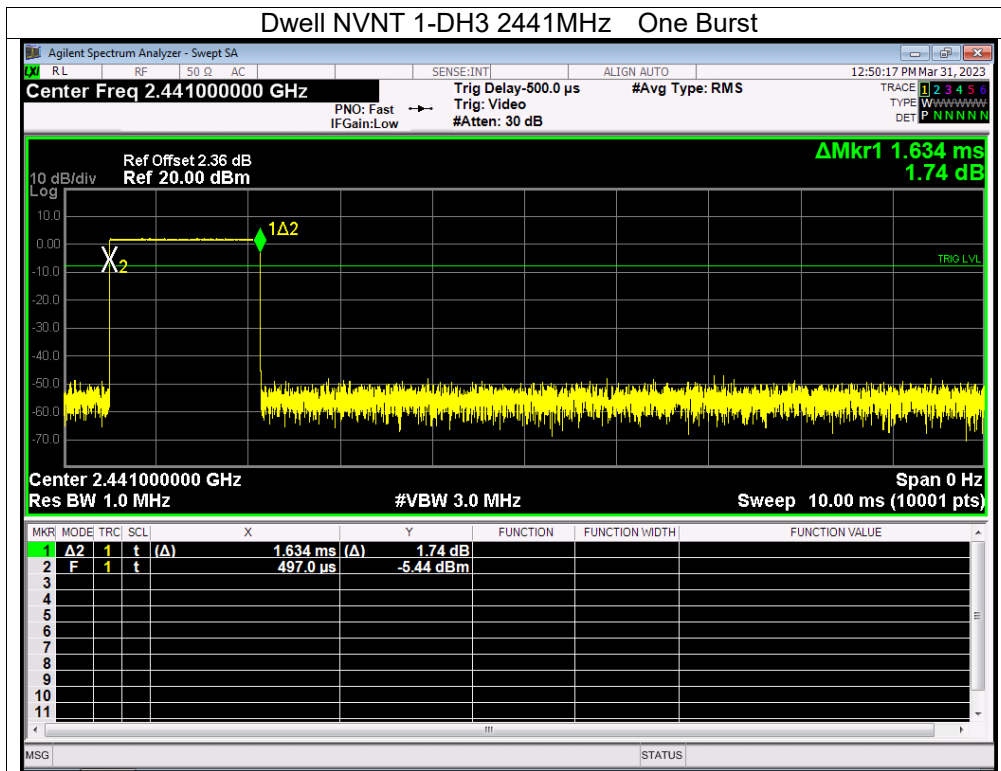 Dwell NVNT 1-DH3 2441MHz One Burst
Agilent Spectrum Analyzer - Swept SA
LXI RL RF 50 Ω AC SENSE:INT ALIGN AUTO 12:50:17 PM Mar 31, 2023
Center Freq 2.441000000 GHz Trig Delay-500.0 µs #Avg Type: RMS TRACE 1 2 3 4 5 6
PNO: Fast Trig: Video TYPE WWWWWW
IFGain:Low #Atten: 30 dB DET P N N N N N
ΔMkr1 1.634 ms
1.74 dB
Ref Offset 2.36 dB
10 dB/div Ref 20.00 dBm
Log
10.0
1Δ2
0.00
2
TRIG LVL
-10.0
-20.0
-30.0
-40.0
-50.0
-60.0
-70.0
Center 2.441000000 GHz Span 0 Hz
Res BW 1.0 MHz #VBW 3.0 MHz Sweep 10.00 ms (10001 pts)
MKR MODE TRC SCL X Y FUNCTION FUNCTION WIDTH FUNCTION VALUE
1 Δ2 1 t (Δ) 1.634 ms (Δ) 1.74 dB
2 F 1 t 497.0 µs -5.44 dBm
3
4
5
6
7
8
9
10
11
MSG STATUS